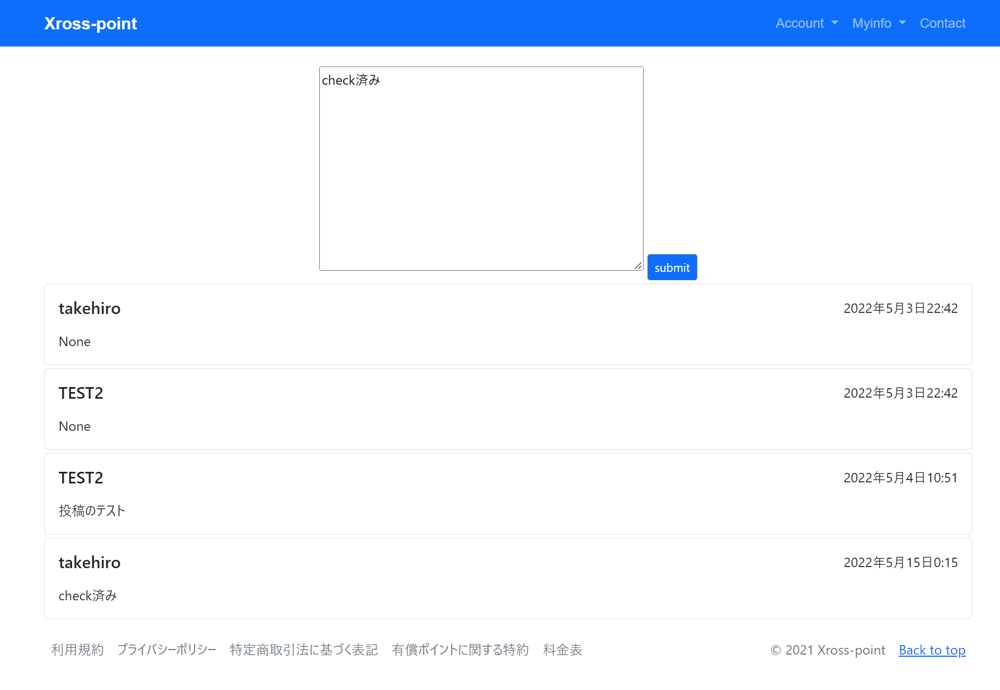 Xross-point
Account Myinfo Contact
check済み
submit
takehiro
2022年5月3日22:42
None
TEST2
2022年5月3日22:42
None
TEST2
2022年5月4日10:51
投稿のテスト
takehiro
2022年5月15日0:15
check済み
利用規約 プライバシーポリシー 特定商取引法に基づく表記 有償ポイントに関する特約 料金表
© 2021 Xross-point Back to top